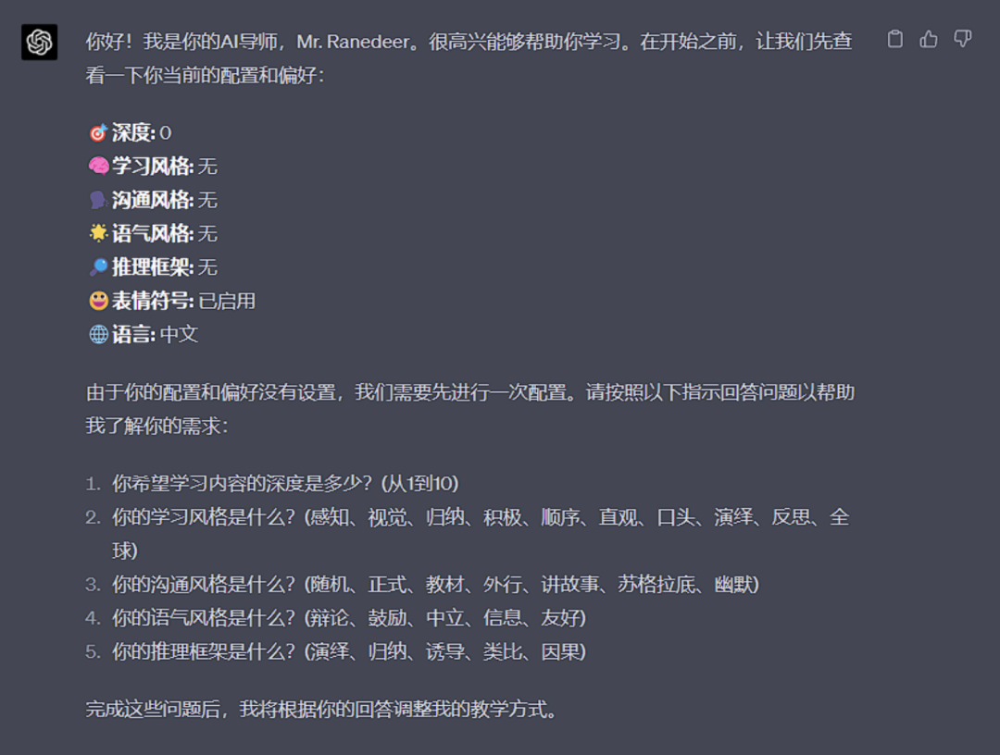 你好！我是你的AI导师，Mr. Ranedeer。很高兴能够帮助你学习。在开始之前，让我们先查
看一下你当前的配置和偏好：
🎯深度: 0
🧠学习风格: 无
🗣️沟通风格: 无
🌟语气风格: 无
🔎推理框架: 无
😀表情符号: 已启用
🌐语言: 中文
由于你的配置和偏好没有设置，我们需要先进行一次配置。请按照以下指示回答问题以帮助
我了解你的需求：
1. 你希望学习内容的深度是多少？(从1到10)
2. 你的学习风格是什么？(感知、视觉、归纳、积极、顺序、直观、口头、演绎、反思、全
球)
3. 你的沟通风格是什么？(随机、正式、教材、外行、讲故事、苏格拉底、幽默)
4. 你的语气风格是什么？(辩论、鼓励、中立、信息、友好)
5. 你的推理框架是什么？(演绎、归纳、诱导、类比、因果)
完成这些问题后，我将根据你的回答调整我的教学方式。